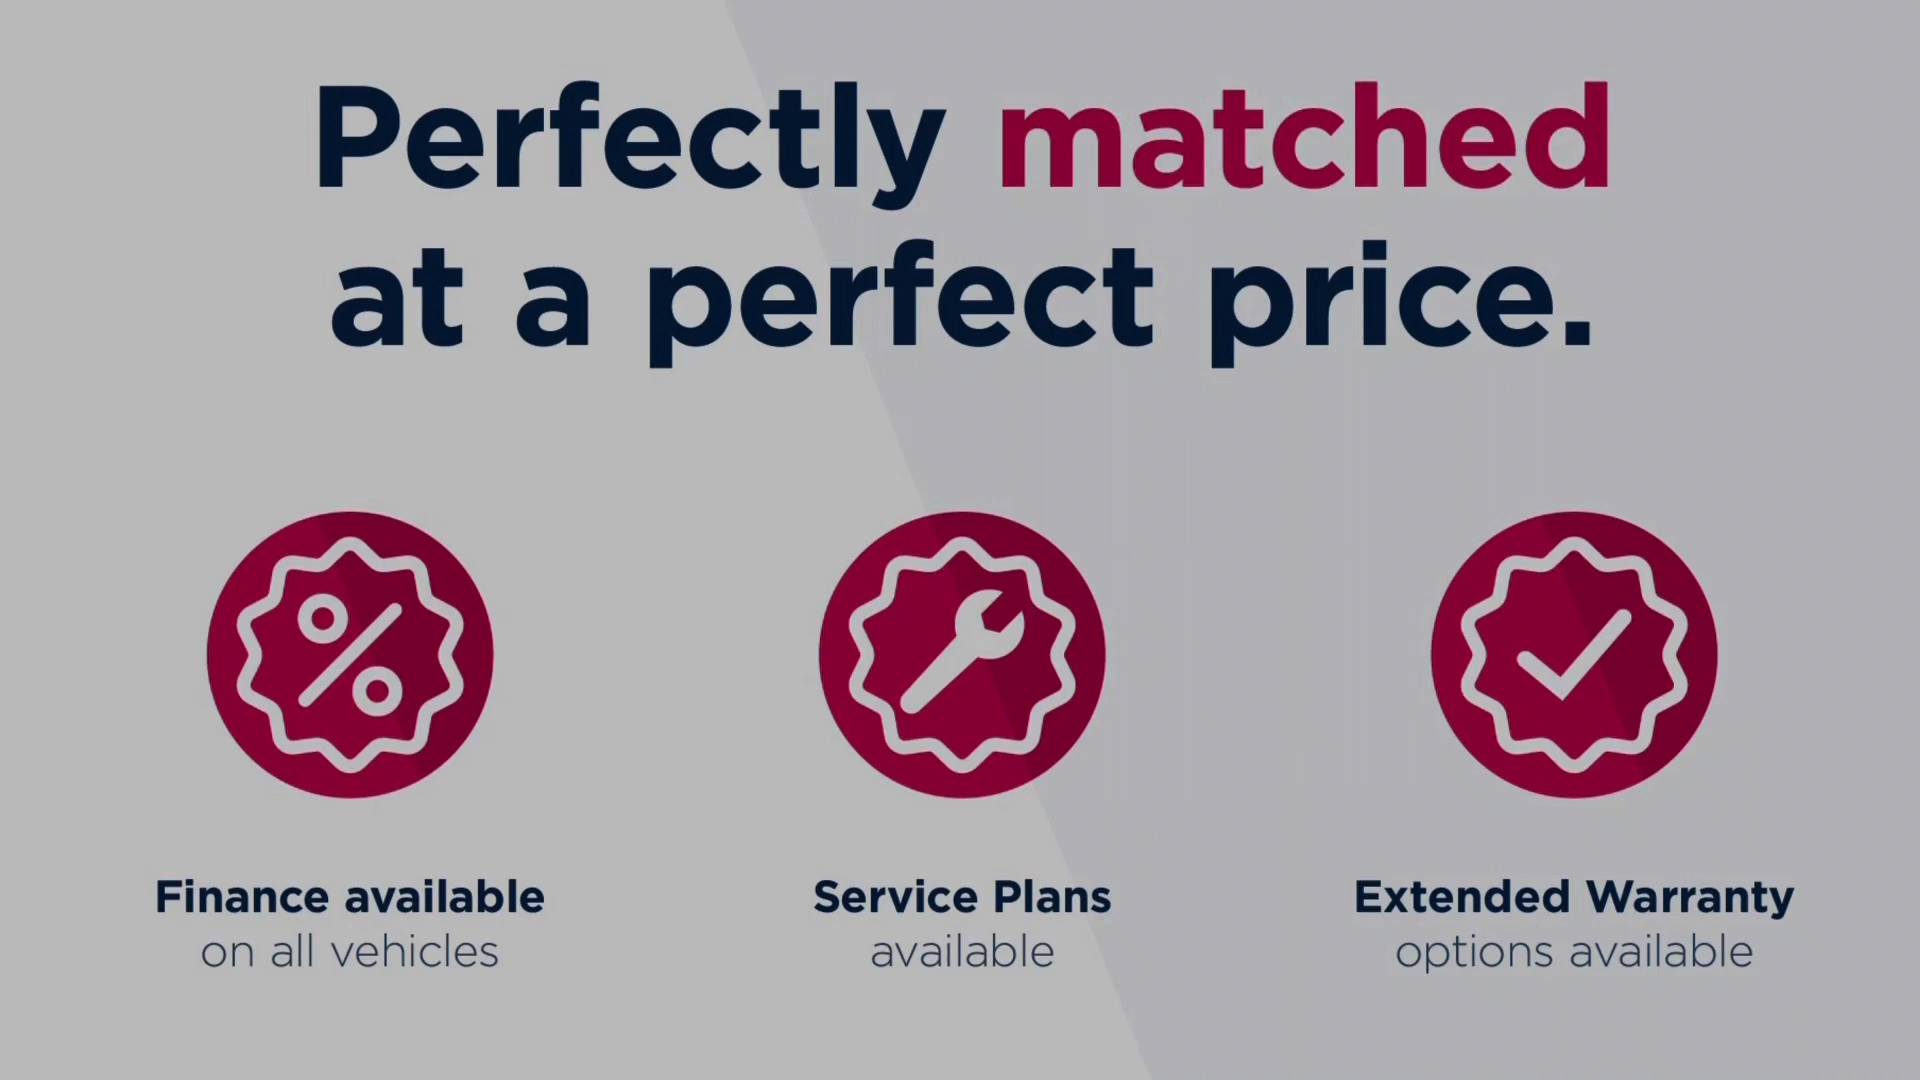 Perfectly matched
at a perfect price.
Finance available
on all vehicles
Service Plans
available
Extended Warranty
options available